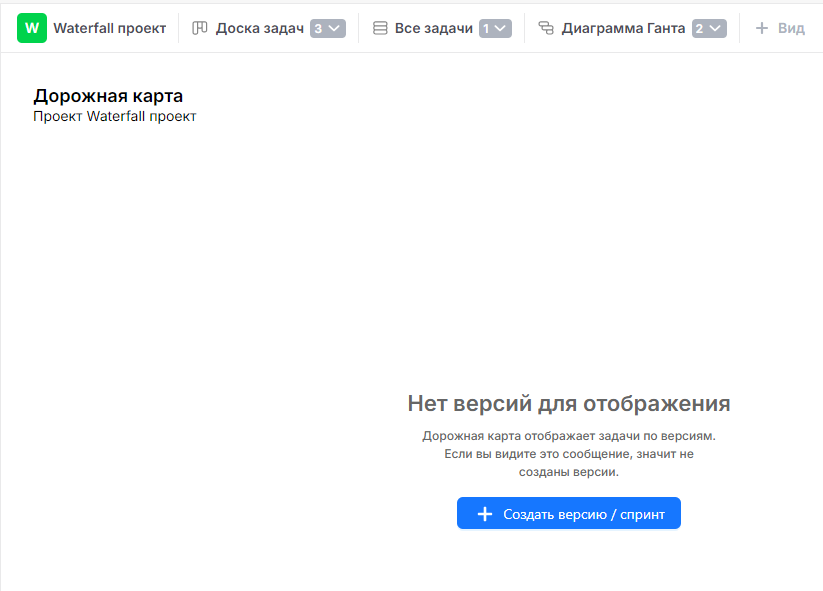 W Waterfall проект Доска задач 3 Все задачи 1 Диаграмма Ганта 2 + Вид
Дорожная карта
Проект Waterfall проект
Нет версий для отображения
Дорожная карта отображает задачи по версиям.
Если вы видите это сообщение, значит не
созданы версии.
+ Создать версию / спринт